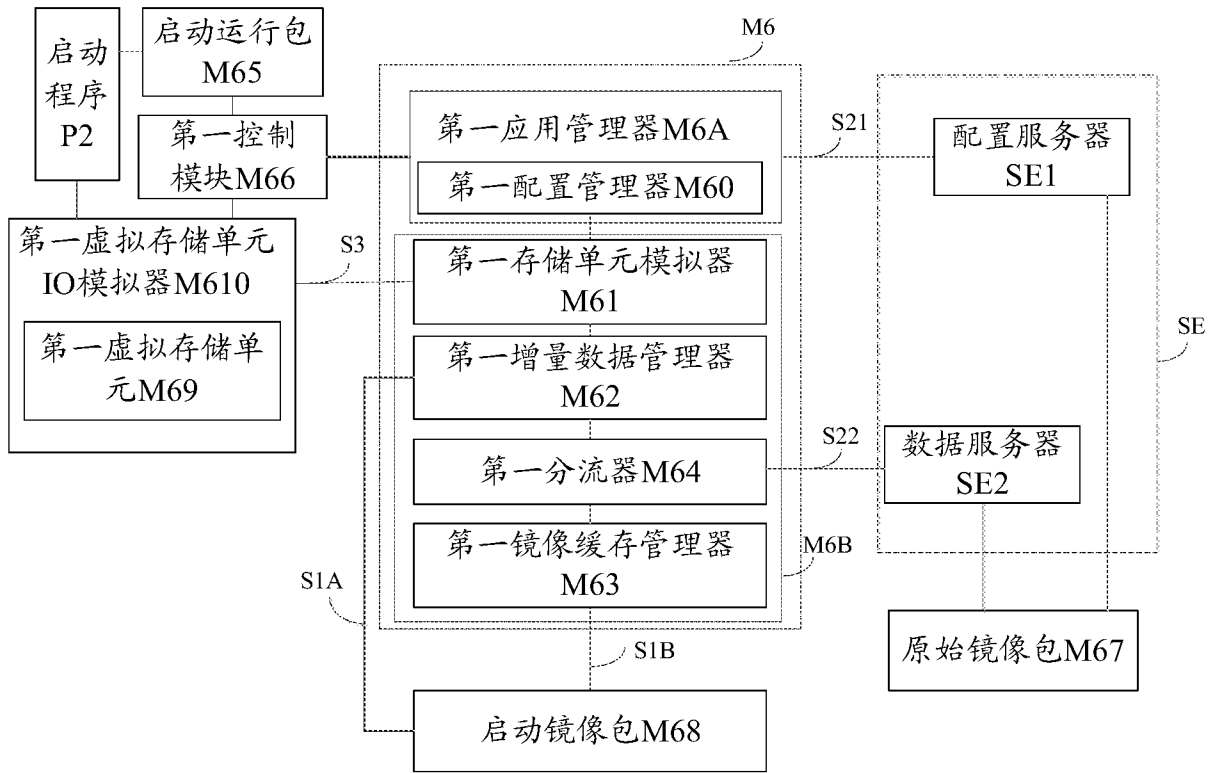 启动
程序
P2
启动运行包
M65
第一控制
模块M66
第一虚拟存储单元
IO模拟器M610
第一虚拟存储单
元M69
S3
M6
第一应用管理器M6A
第一配置管理器M60
第一存储单元模拟器
M61
第一增量数据管理器
M62
第一分流器M64
第一镜像缓存管理器
M63
M6B
S1A
S1B
启动镜像包M68
S21
S22
配置服务器
SE1
SE
数据服务器
SE2
原始镜像包M67